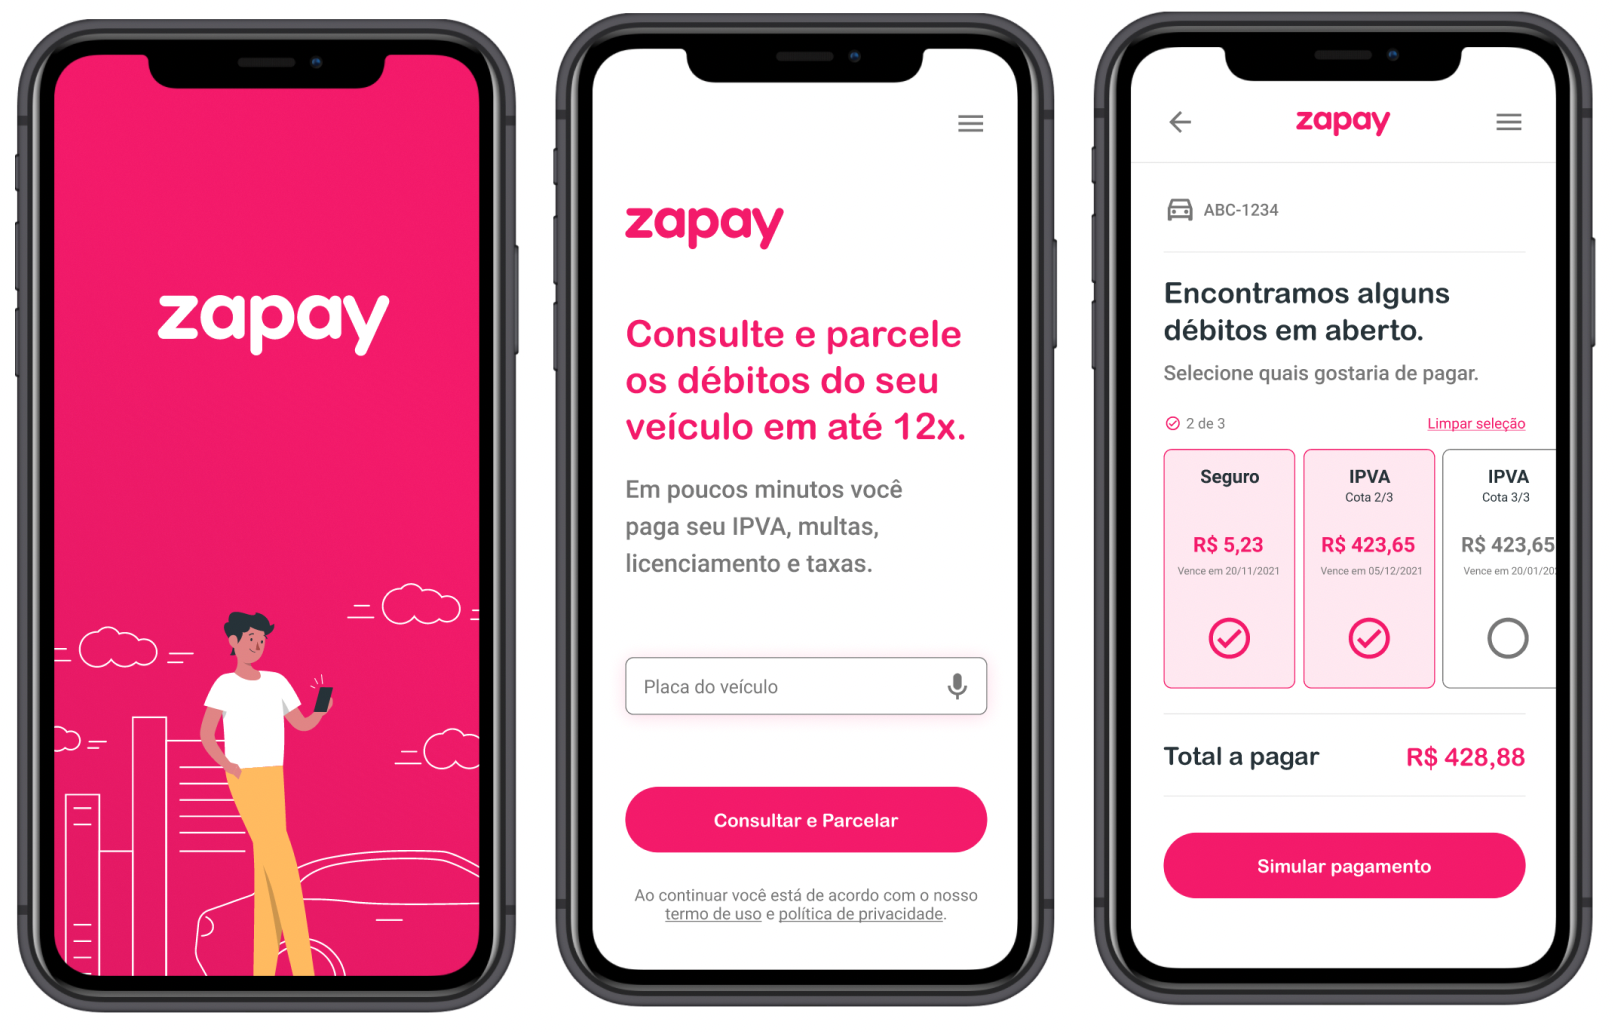 zapay
zapay
Consulte e parcele
os débitos do seu
veículo em até 12x.
Em poucos minutos você
paga seu IPVA, multas,
licenciamento e taxas.
Placa do veículo
Consultar e Parcelar
Ao continuar você está de acordo com o nosso
termo de uso e política de privacidade.
zapay
ABC-1234
Encontramos alguns
débitos em aberto.
Selecione quais gostaria de pagar.
2 de 3
Limpar seleção
Seguro
R$ 5,23
Vence em 20/11/2021
IPVA
Cota 2/3
R$ 423,65
Vence em 05/12/2021
IPVA
Cota 3/3
R$ 423,65
Vence em 20/01/20
Total a pagar
R$ 428,88
Simular pagamento